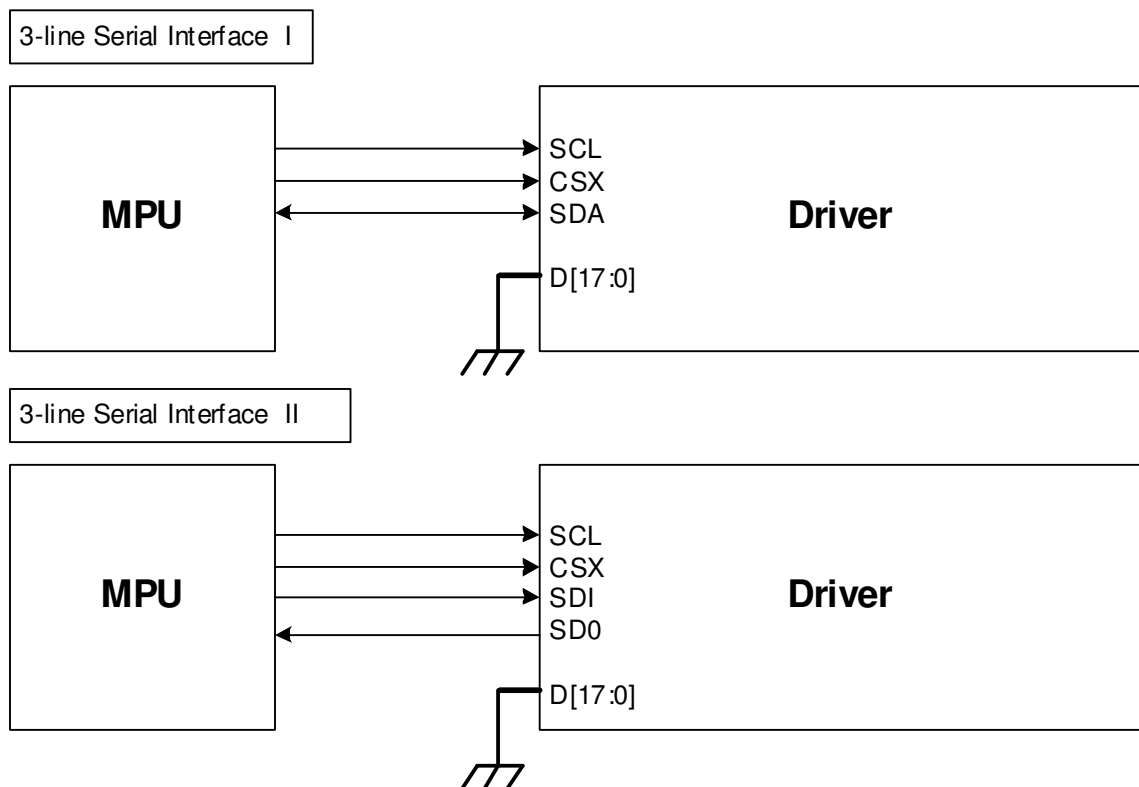 3-line Serial Interface I
MPU
SCL
CSX
SDA
D[17:0]
Driver
3-line Serial Interface II
MPU
SCL
CSX
SDI
SD0
D[17:0]
Driver